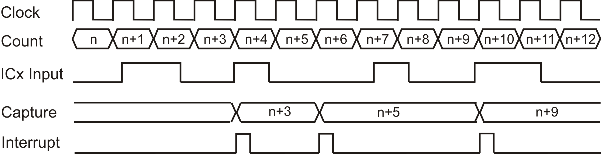 Clock
Count n n+1 n+2 n+3 n+4 n+5 n+6 n+7 n+8 n+9 n+10 n+11 n+12
ICx Input
Capture n+3 n+5 n+9
Interrupt